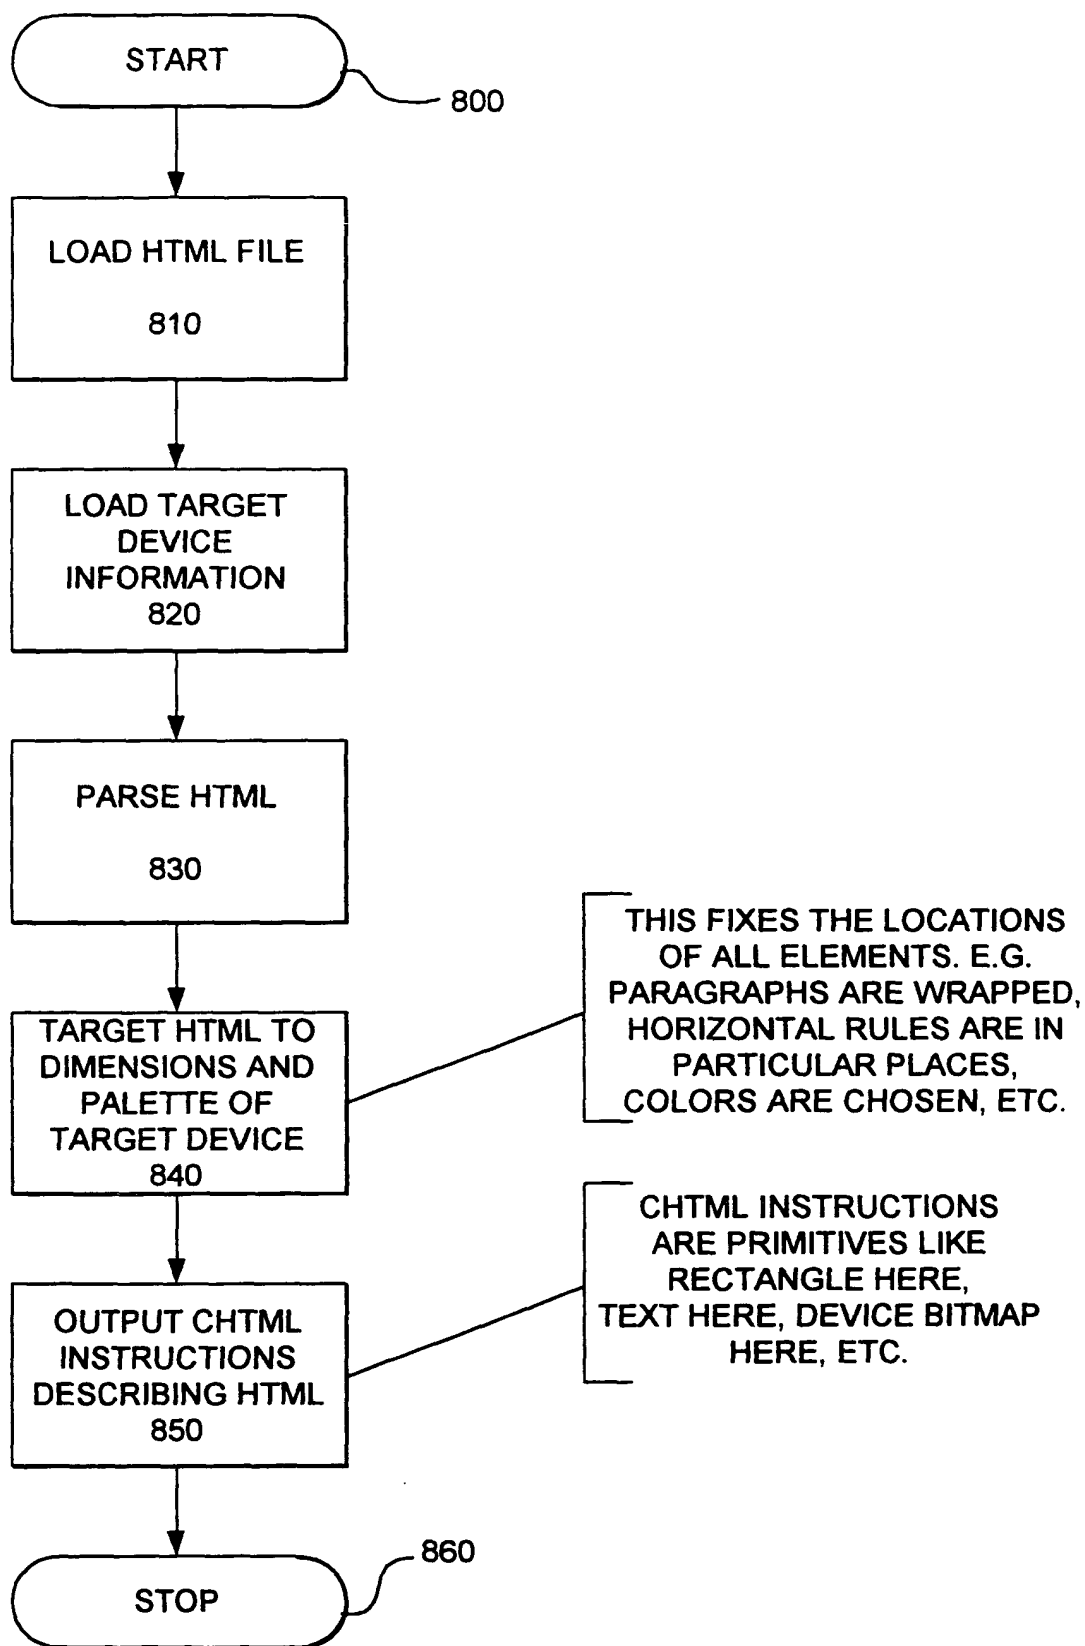 START
800
LOAD HTML FILE
810
LOAD TARGET
DEVICE
INFORMATION
820
PARSE HTML
830
TARGET HTML TO
DIMENSIONS AND
PALETTE OF
TARGET DEVICE
840
THIS FIXES THE LOCATIONS
OF ALL ELEMENTS. E.G.
PARAGRAPHS ARE WRAPPED,
HORIZONTAL RULES ARE IN
PARTICULAR PLACES,
COLORS ARE CHOSEN, ETC.
OUTPUT CHTML
INSTRUCTIONS
DESCRIBING HTML
850
CHTML INSTRUCTIONS
ARE PRIMITIVES LIKE
RECTANGLE HERE,
TEXT HERE, DEVICE BITMAP
HERE, ETC.
STOP
860